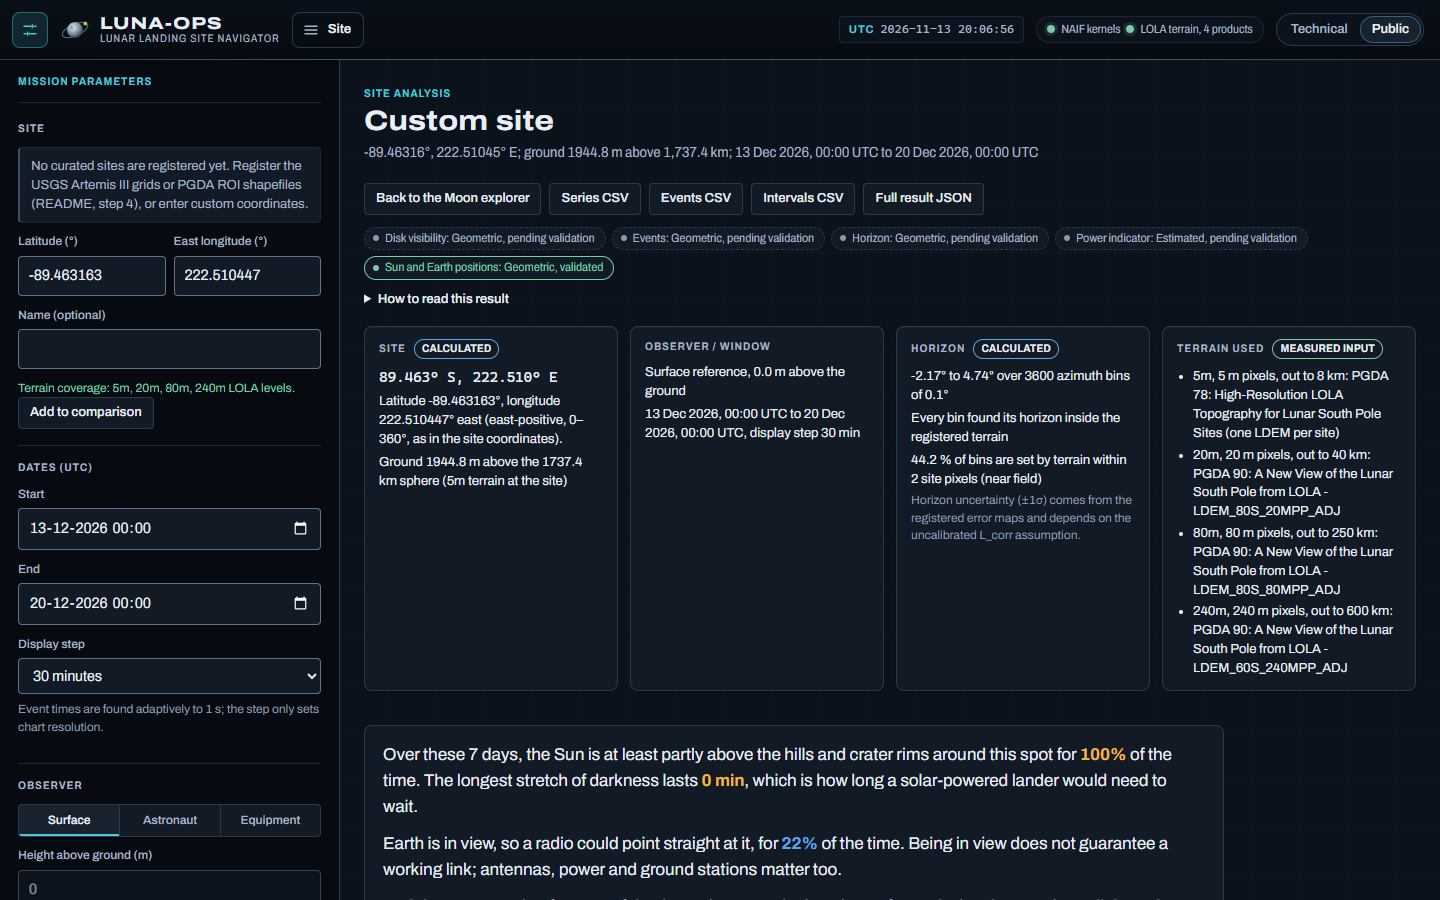 LUNA-OPS
LUNAR LANDING SITE NAVIGATOR
Site
UTC 2026-11-13 20:06:56
NAIF kernels
LOLA terrain, 4 products
Technical
Public
MISSION PARAMETERS
SITE
No curated sites are registered yet. Register the
USGS Artemis III grids or PGDA ROI shapefiles
(README, step 4), or enter custom coordinates.
Latitude (°)
East longitude (°)
-89.463163
222.510447
Name (optional)
Terrain coverage: 5m, 20m, 80m, 240m LOLA levels.
Add to comparison
DATES (UTC)
Start
13-12-2026 00:00
End
20-12-2026 00:00
Display step
30 minutes
Event times are found adaptively to 1 s; the step only sets
chart resolution.
OBSERVER
Surface
Astronaut
Equipment
Height above ground (m)
0
SITE ANALYSIS
Custom site
-89.46316°, 222.51045° E; ground 1944.8 m above 1,737.4 km; 13 Dec 2026, 00:00 UTC to 20 Dec 2026, 00:00 UTC
Back to the Moon explorer
Series CSV
Events CSV
Intervals CSV
Full result JSON
Disk visibility: Geometric, pending validation
Events: Geometric, pending validation
Horizon: Geometric, pending validation
Power indicator: Estimated, pending validation
Sun and Earth positions: Geometric, validated
How to read this result
SITE CALCULATED
89.463° S, 222.510° E
Latitude -89.463163°, longitude
222.510447° east (east-positive, 0–
360°, as in the site coordinates).
Ground 1944.8 m above the 1737.4
km sphere (5m terrain at the site)
OBSERVER / WINDOW
Surface reference, 0.0 m above the
ground
13 Dec 2026, 00:00 UTC to 20 Dec
2026, 00:00 UTC, display step 30 min
HORIZON CALCULATED
-2.17° to 4.74° over 3600 azimuth bins
of 0.1°
Every bin found its horizon inside the
registered terrain
44.2 % of bins are set by terrain within
2 site pixels (near field)
Horizon uncertainty (±1σ) comes from the
registered error maps and depends on the
uncalibrated L_corr assumption.
TERRAIN USED MEASURED INPUT
5m, 5 m pixels, out to 8 km: PGDA
78: High-Resolution LOLA
Topography for Lunar South Pole
Sites (one LDEM per site)
20m, 20 m pixels, out to 40 km:
PGDA 90: A New View of the Lunar
South Pole from LOLA -
LDEM_80S_20MPP_ADJ
80m, 80 m pixels, out to 250 km:
PGDA 90: A New View of the Lunar
South Pole from LOLA -
LDEM_80S_80MPP_ADJ
240m, 240 m pixels, out to 600 km:
PGDA 90: A New View of the Lunar
South Pole from LOLA -
LDEM_60S_240MPP_ADJ
Over these 7 days, the Sun is at least partly above the hills and crater rims around this spot for 100% of the
time. The longest stretch of darkness lasts 0 min, which is how long a solar-powered lander would need to
wait.
Earth is in view, so a radio could point straight at it, for 22% of the time. Being in view does not guarantee a
working link; antennas, power and ground stations matter too.